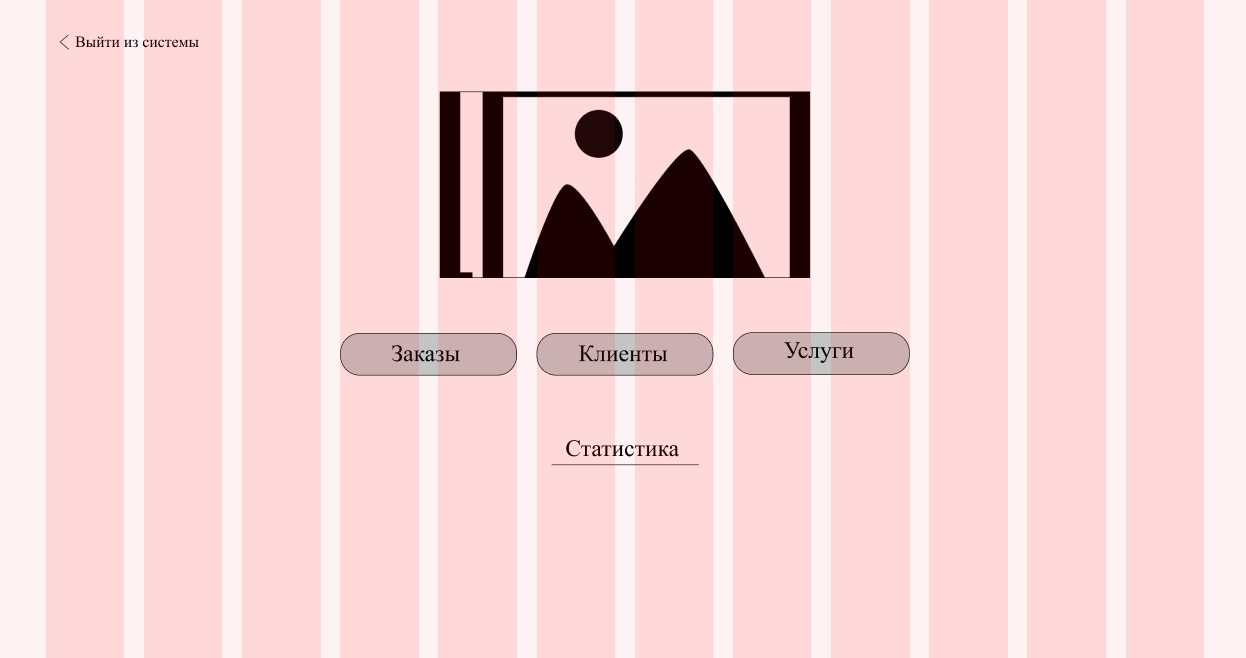 Выйти из системы
Заказы
Клиенты
Услуги
Статистика